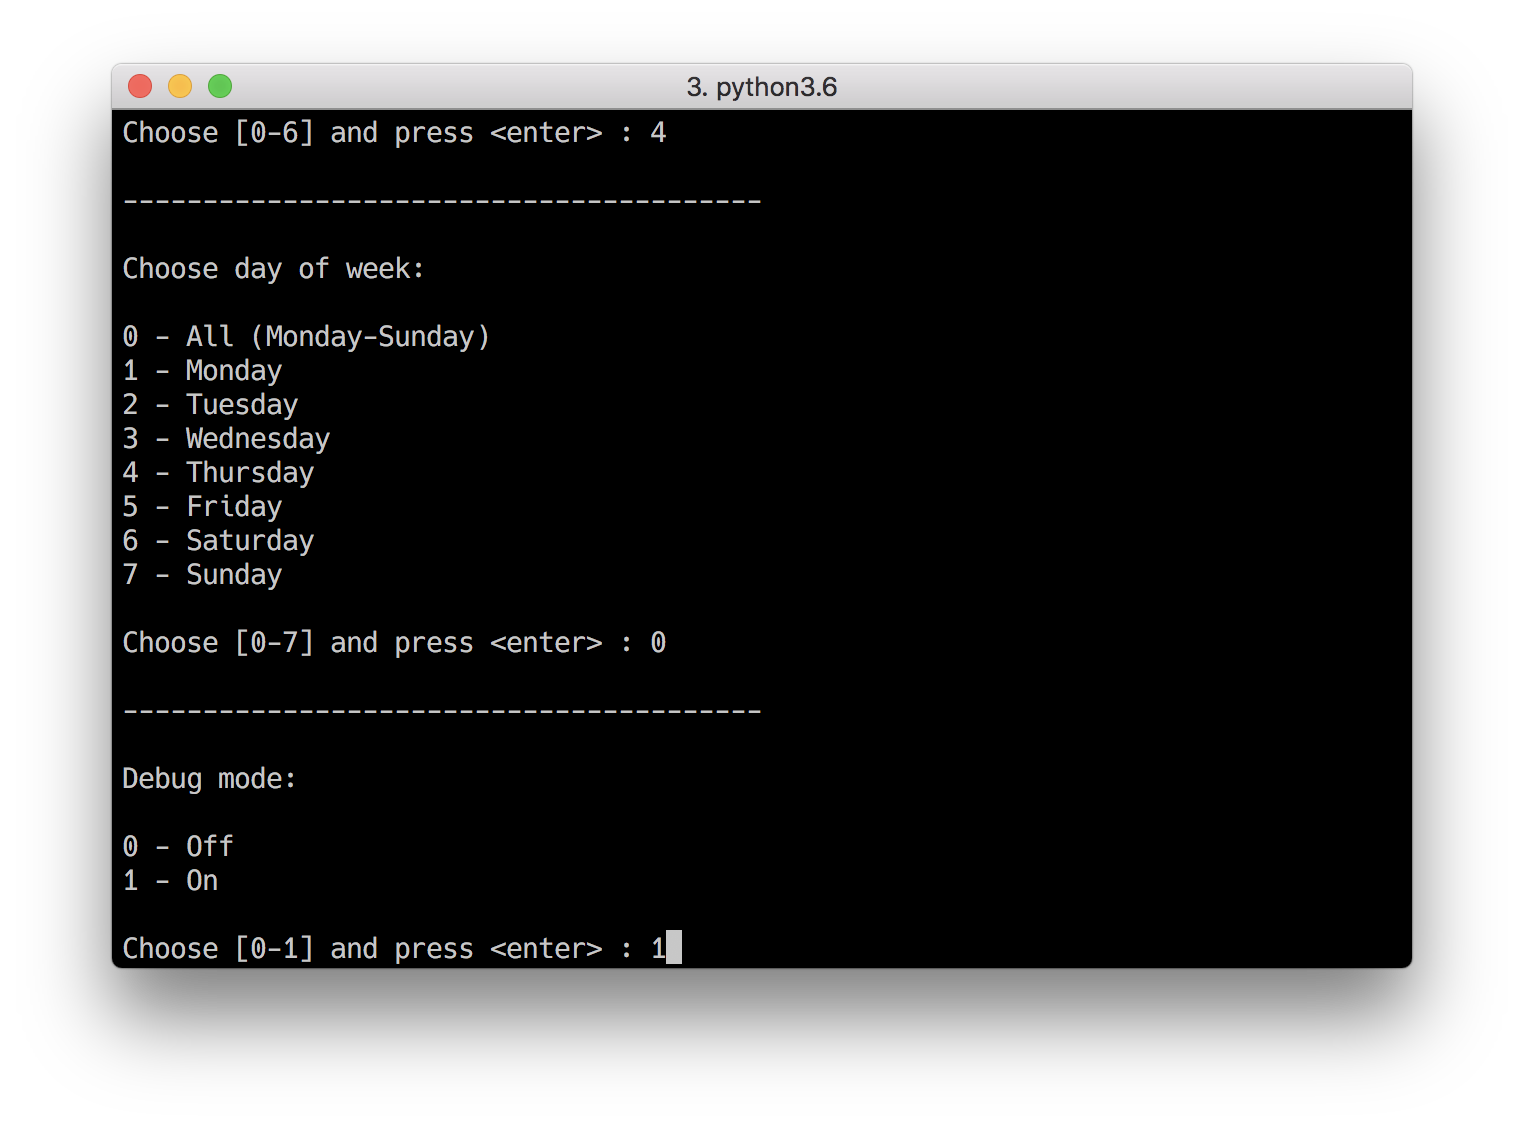 3. python3.6
Choose [0-6] and press <enter> : 4
----------------------------------------
Choose day of week:
0 - All (Monday-Sunday)
1 - Monday
2 - Tuesday
3 - Wednesday
4 - Thursday
5 - Friday
6 - Saturday
7 - Sunday
Choose [0-7] and press <enter> : 0
----------------------------------------
Debug mode:
0 - Off
1 - On
Choose [0-1] and press <enter> : 1